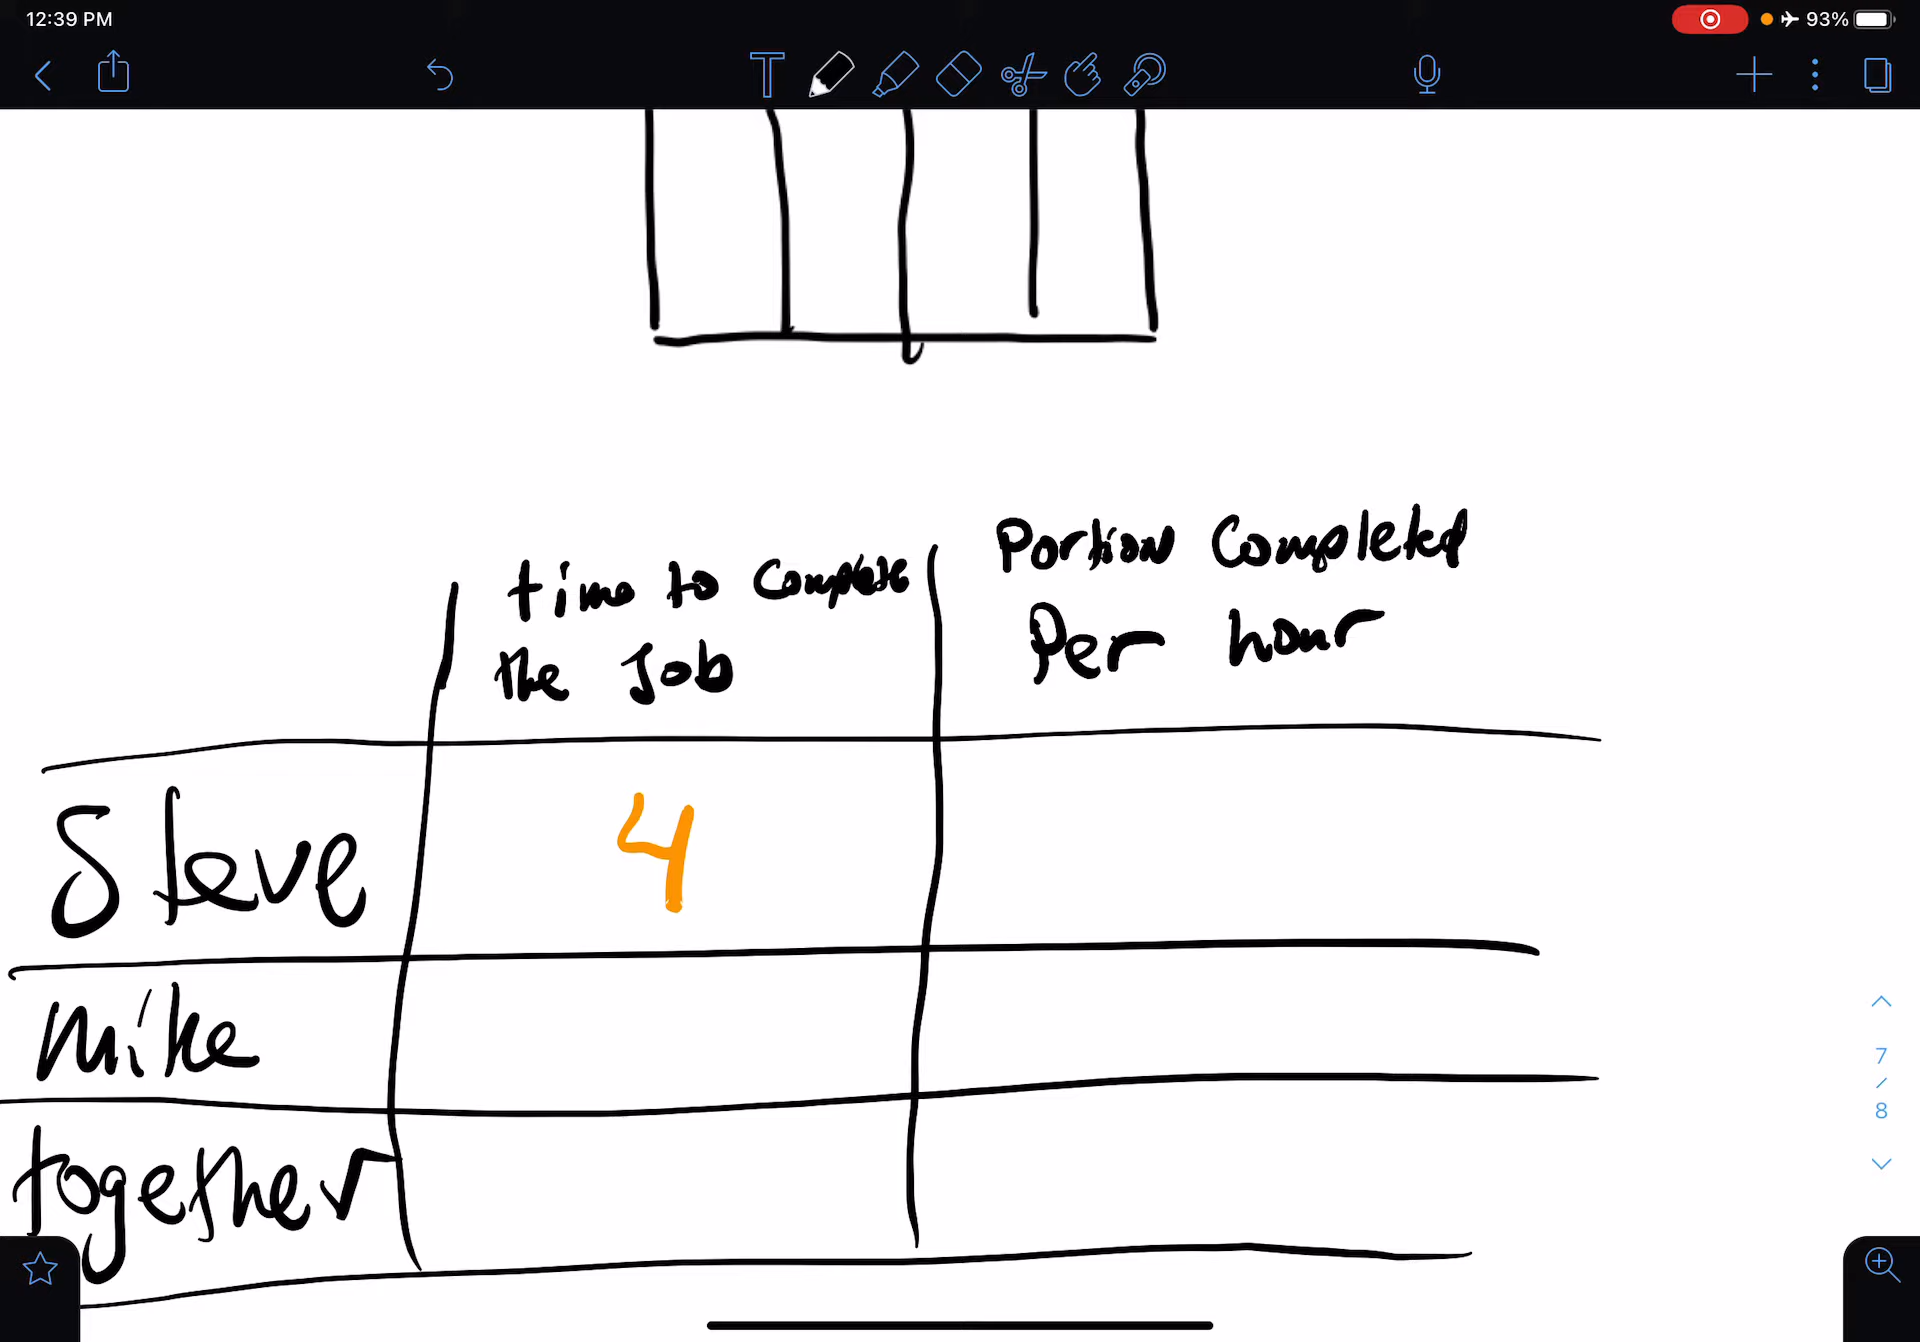 12:39 PM
93%
T
time to complete
the Job
Portion Completed
Per hour
Steve
4
mike
together
7
/
8